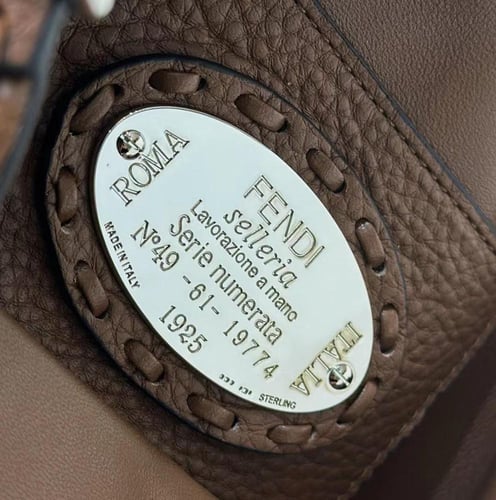 ROMA
FENDI
selleria
Lavorazione a mano
Serie numerata
Nº49 - 61 - 19774
1925
MADE IN ITALY
ITALIA
STERLING